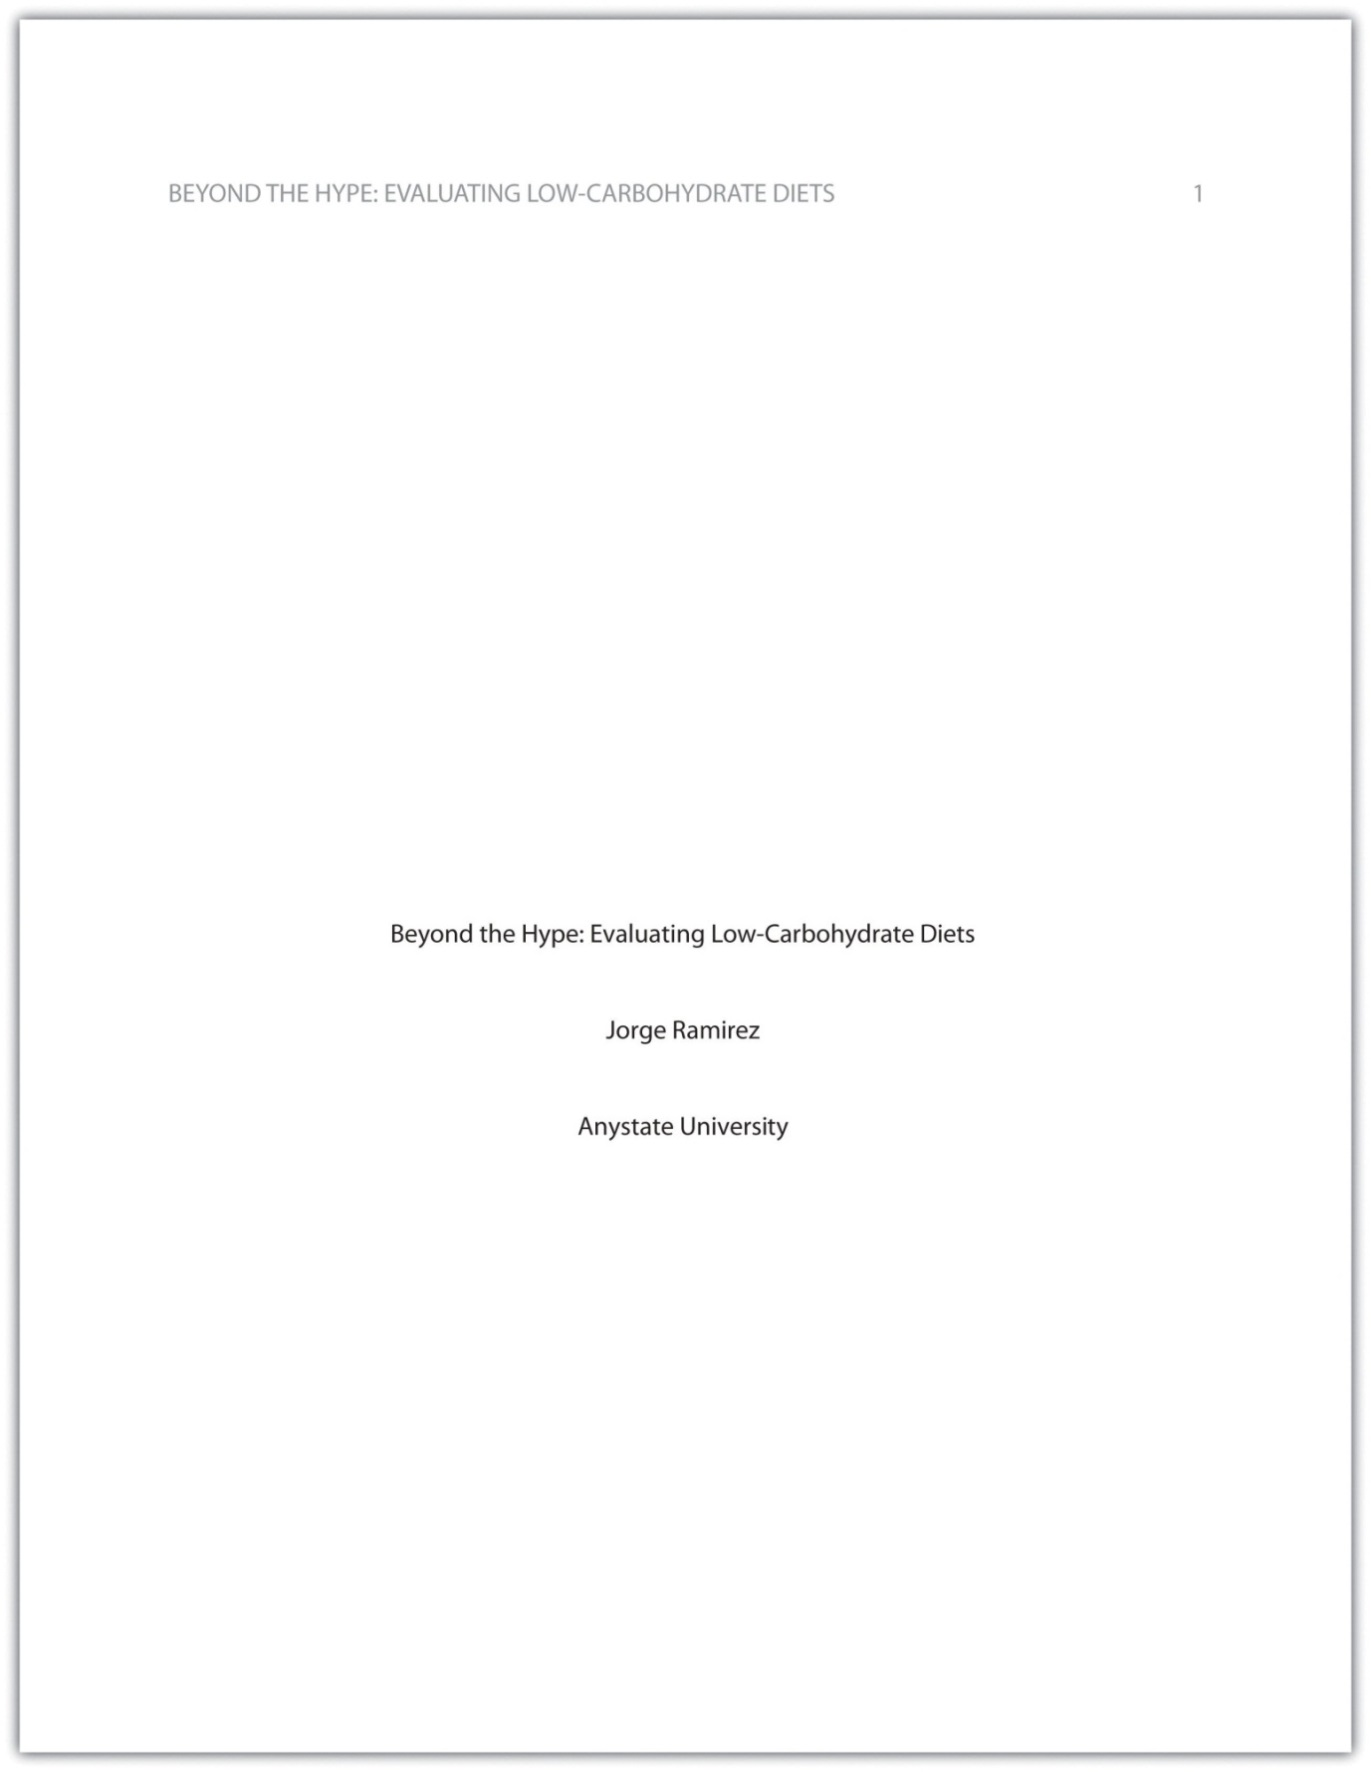 BEYOND THE HYPE: EVALUATING LOW-CARBOHYDRATE DIETS 1
Beyond the Hype: Evaluating Low-Carbohydrate Diets
Jorge Ramirez
Anystate University